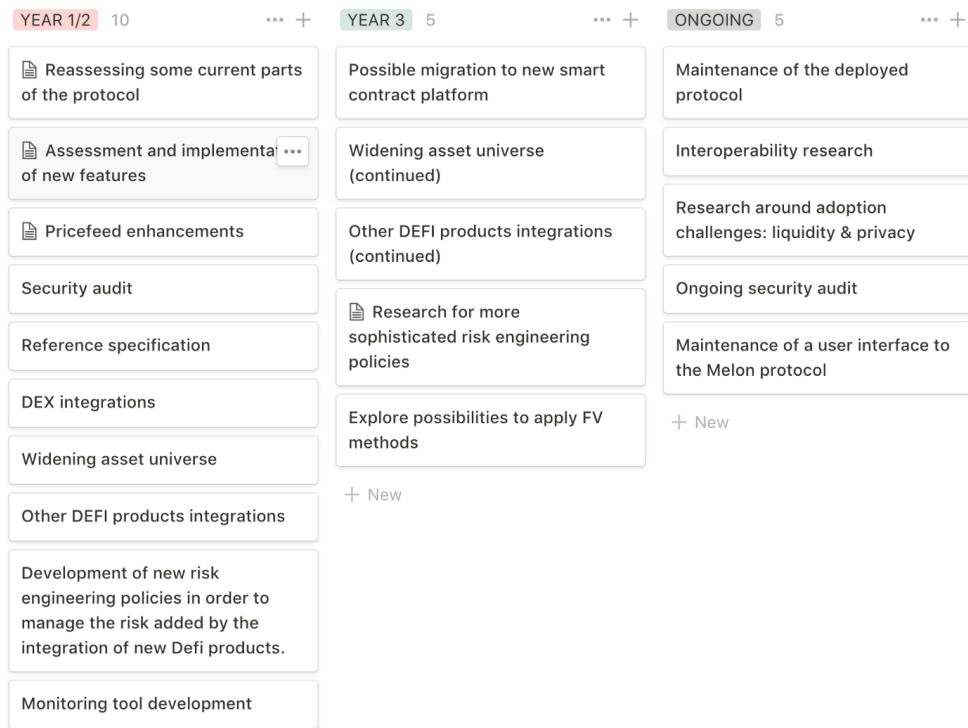 YEAR 1/2 10
Reassessing some current parts
of the protocol
Assessment and implementa
of new features
Pricefeed enhancements
Security audit
Reference specification
DEX integrations
Widening asset universe
Other DEFI products integrations
Development of new risk
engineering policies in order to
manage the risk added by the
integration of new Defi products.
Monitoring tool development
YEAR 3 5
Possible migration to new smart
contract platform
Widening asset universe
(continued)
Other DEFI products integrations
(continued)
Research for more
sophisticated risk engineering
policies
Explore possibilities to apply FV
methods
+ New
ONGOING 5
Maintenance of the deployed
protocol
Interoperability research
Research around adoption
challenges: liquidity & privacy
Ongoing security audit
Maintenance of a user interface to
the Melon protocol
+ New